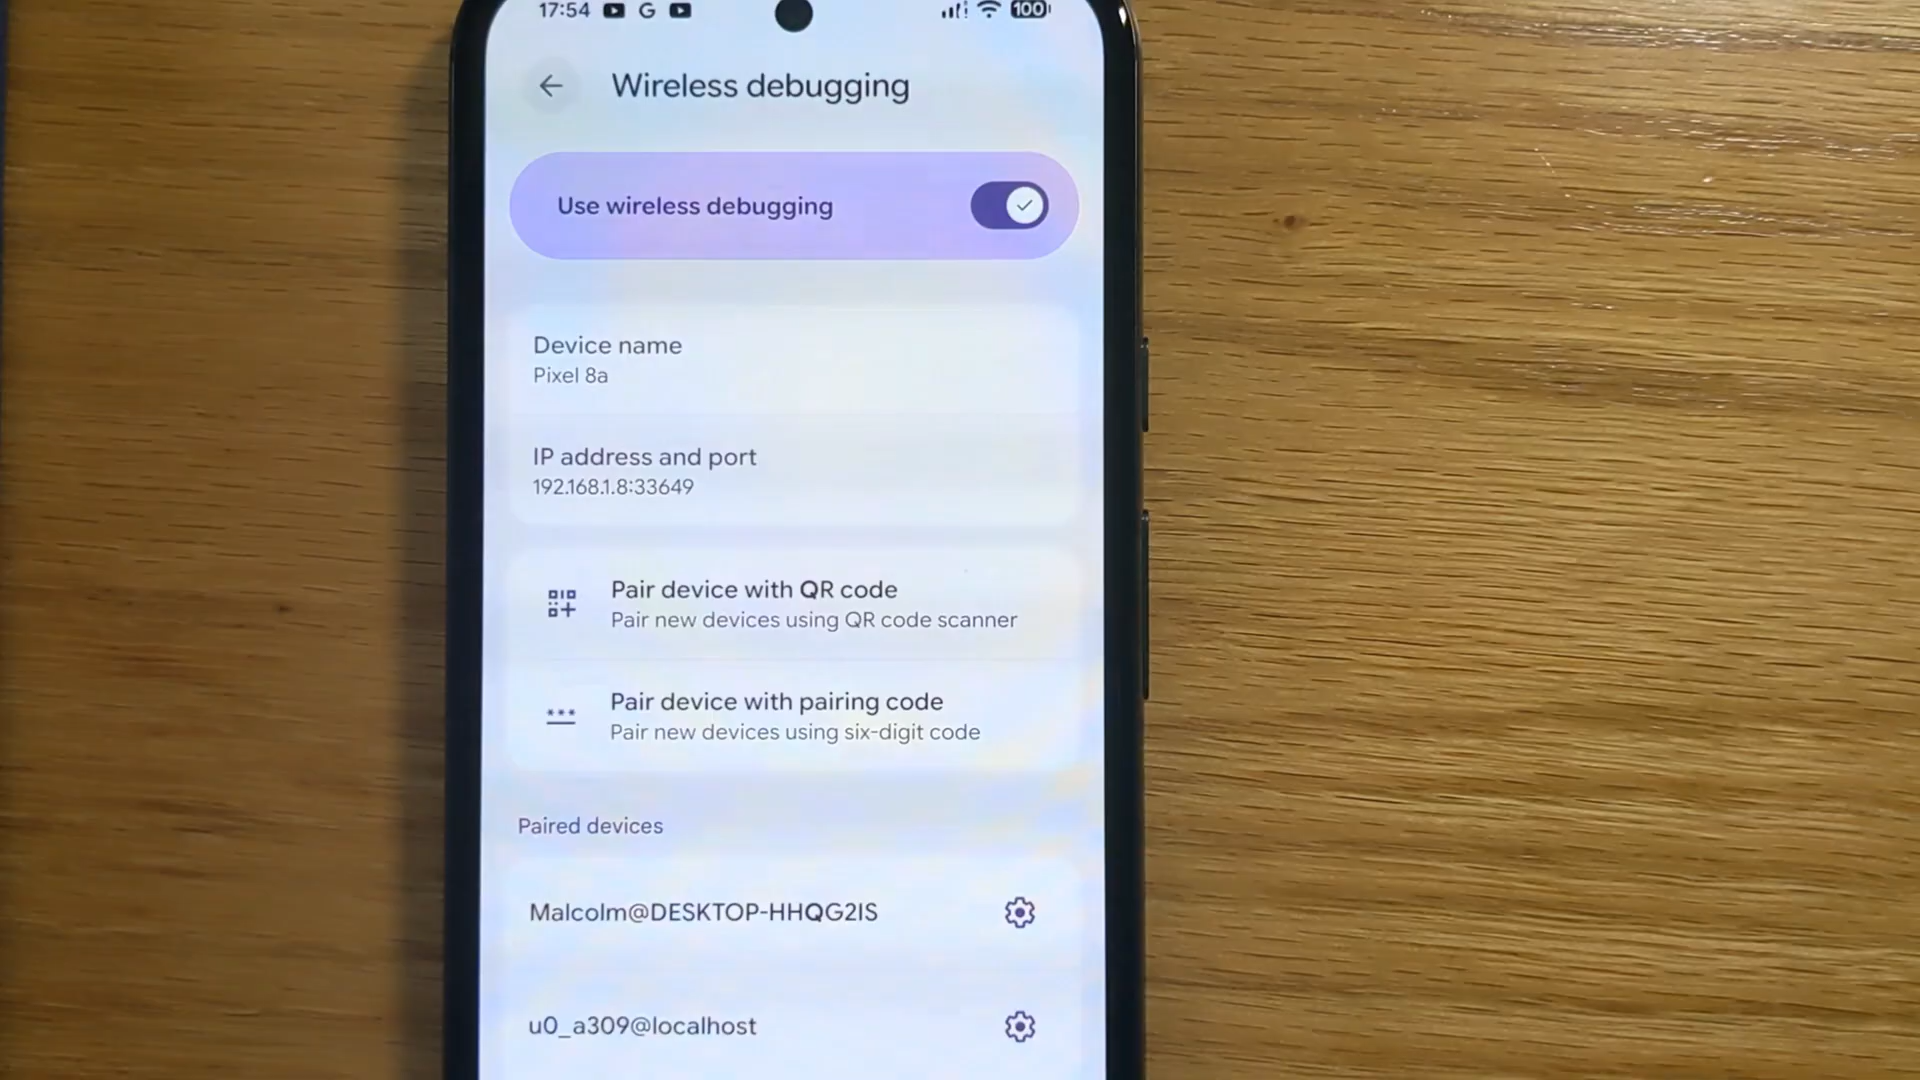 17:54 G 100
Wireless debugging
Use wireless debugging
Device name
Pixel 8a
IP address and port
192.168.1.8:33649
Pair device with QR code
Pair new devices using QR code scanner
Pair device with pairing code
Pair new devices using six-digit code
Paired devices
Malcolm@DESKTOP-HHQG2IS
u0_a309@localhost